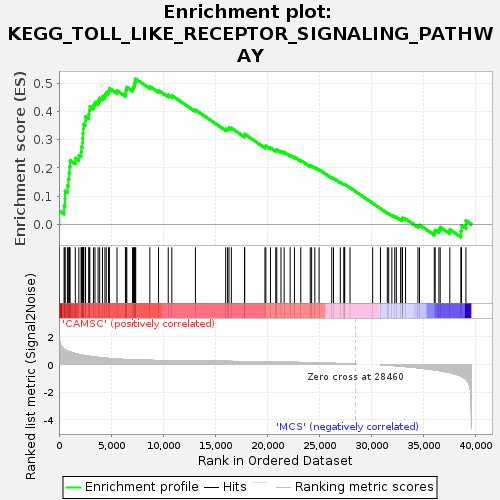 Enrichment plot:
KEGG_TOLL_LIKE_RECEPTOR_SIGNALING_PATHW
AY
Enrichment score (ES)
0.5
0.4
0.3
0.2
0.1
0.0
'CAMSC' (positively correlated)
Ranked list metric (Signal2Noise)
2
0
-2
-4
Zero cross at 28460
'MCS' (negatively correlated)
0
5,000
10,000
15,000
20,000
25,000
30,000
35,000
40,000
Rank in Ordered Dataset
Enrichment profile
Hits
Ranking metric scores